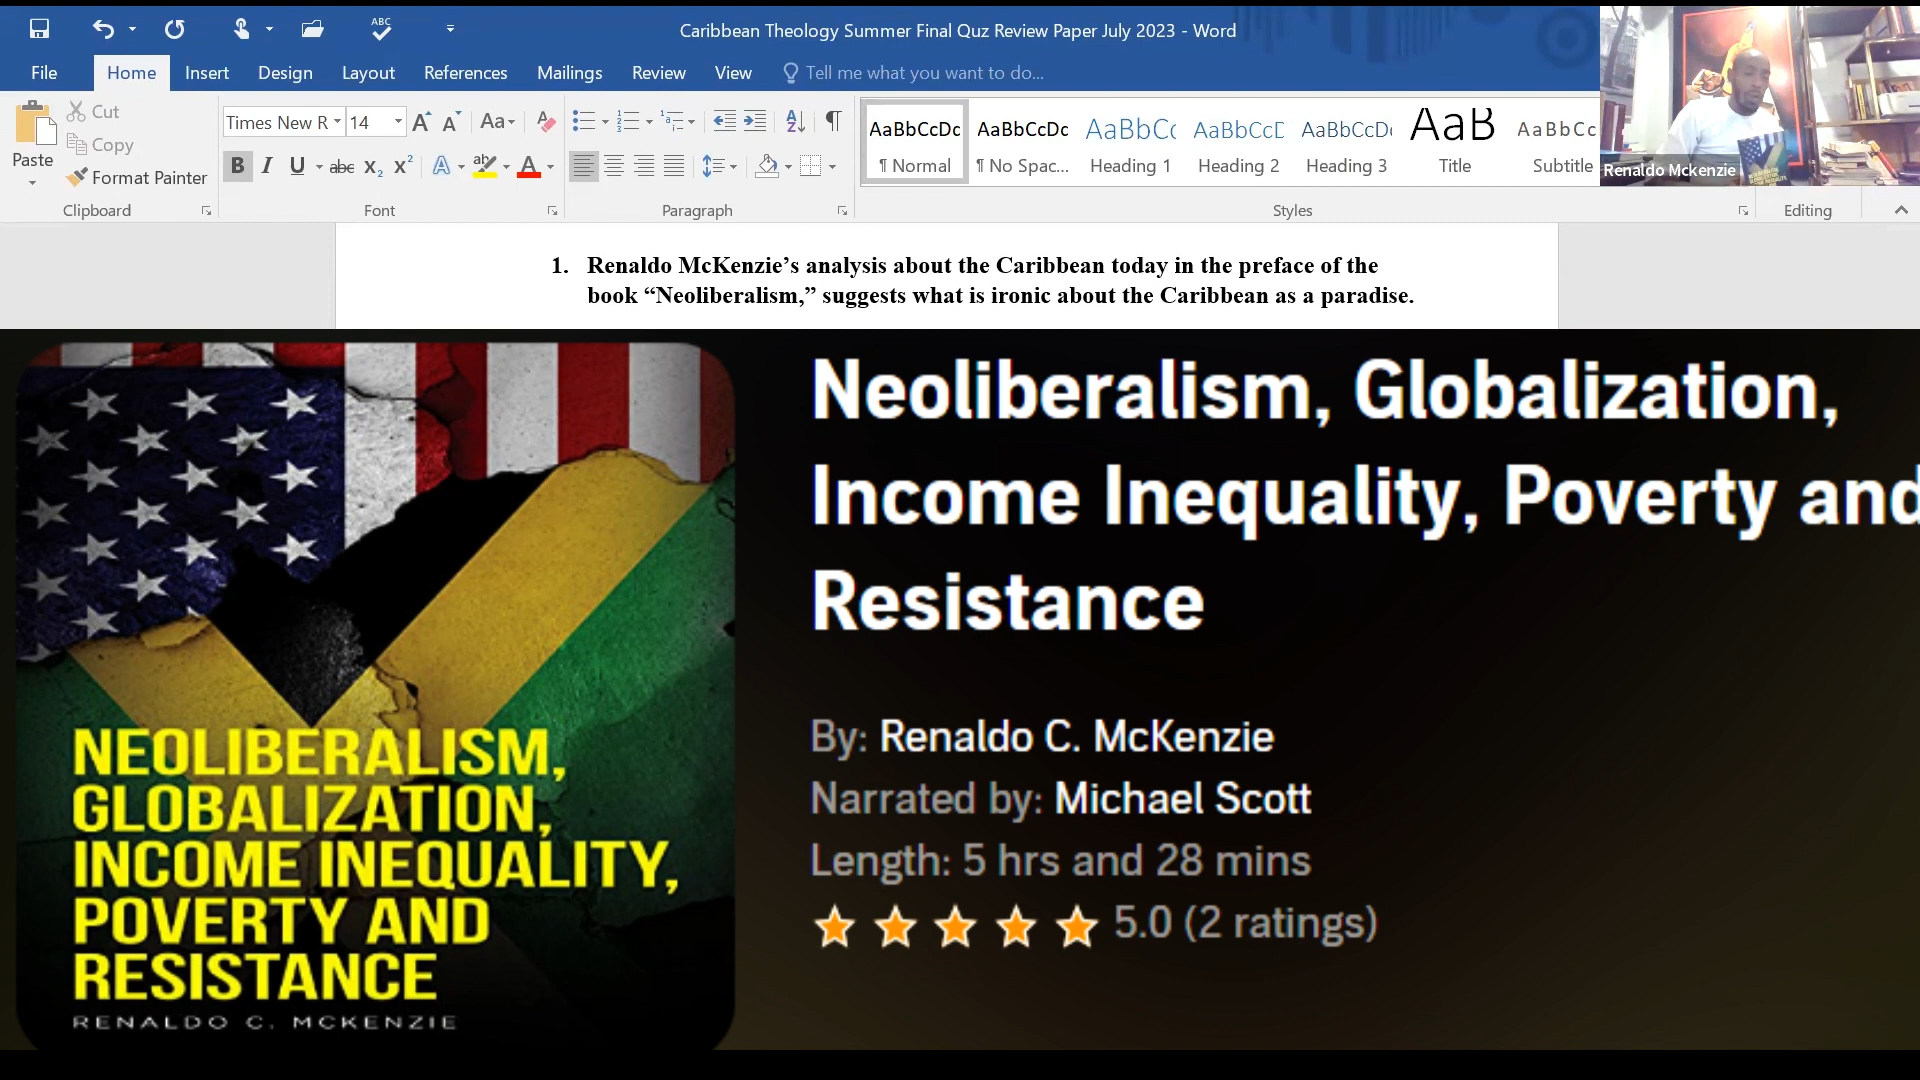 ABC
Caribbean Theology Summer Final Quz Review Paper July 2023 - Word
File Home Insert Design Layout References Mailings Review View Tell me what you want to do...
Paste
Cut
Copy
Format Painter
Clipboard
Times New R 14
Aa
B I U abc X₂ X² A ab A
Font
Paragraph
AaBbCcDc AaBbCcDc AaBbCc AaBbCcD AaBbCcD AaB AaBbCc
¶ Normal ¶ No Spac... Heading 1 Heading 2 Heading 3 Title Subtitle
Styles
Editing
Renaldo Mckenzie
1. Renaldo McKenzie’s analysis about the Caribbean today in the preface of the
book “Neoliberalism,” suggests what is ironic about the Caribbean as a paradise.
NEOLIBERALISM,
GLOBALIZATION,
INCOME INEQUALITY,
POVERTY AND
RESISTANCE
RENALDO C. MCKENZIE
Neoliberalism, Globalization,
Income Inequality, Poverty and
Resistance
By: Renaldo C. McKenzie
Narrated by: Michael Scott
Length: 5 hrs and 28 mins
5.0 (2 ratings)